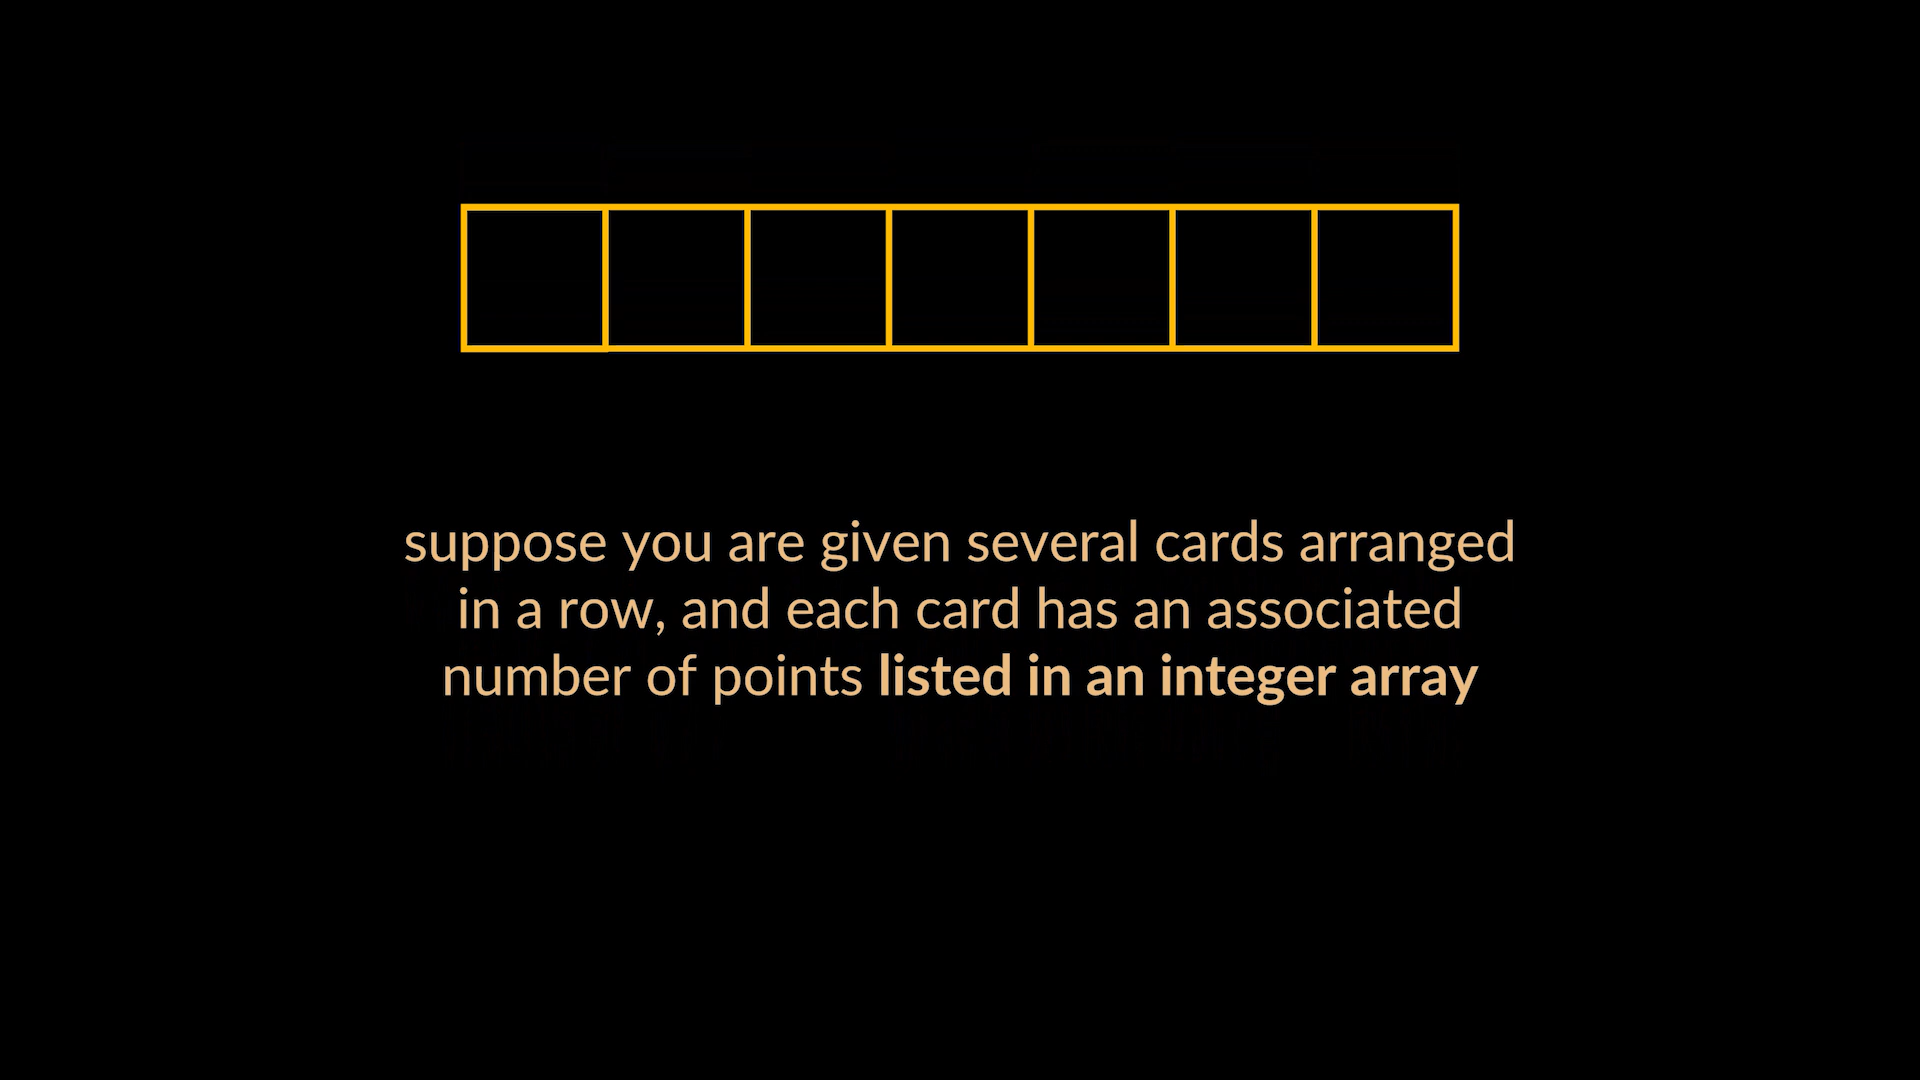 suppose you are given several cards arranged
in a row, and each card has an associated
number of points listed in an integer array